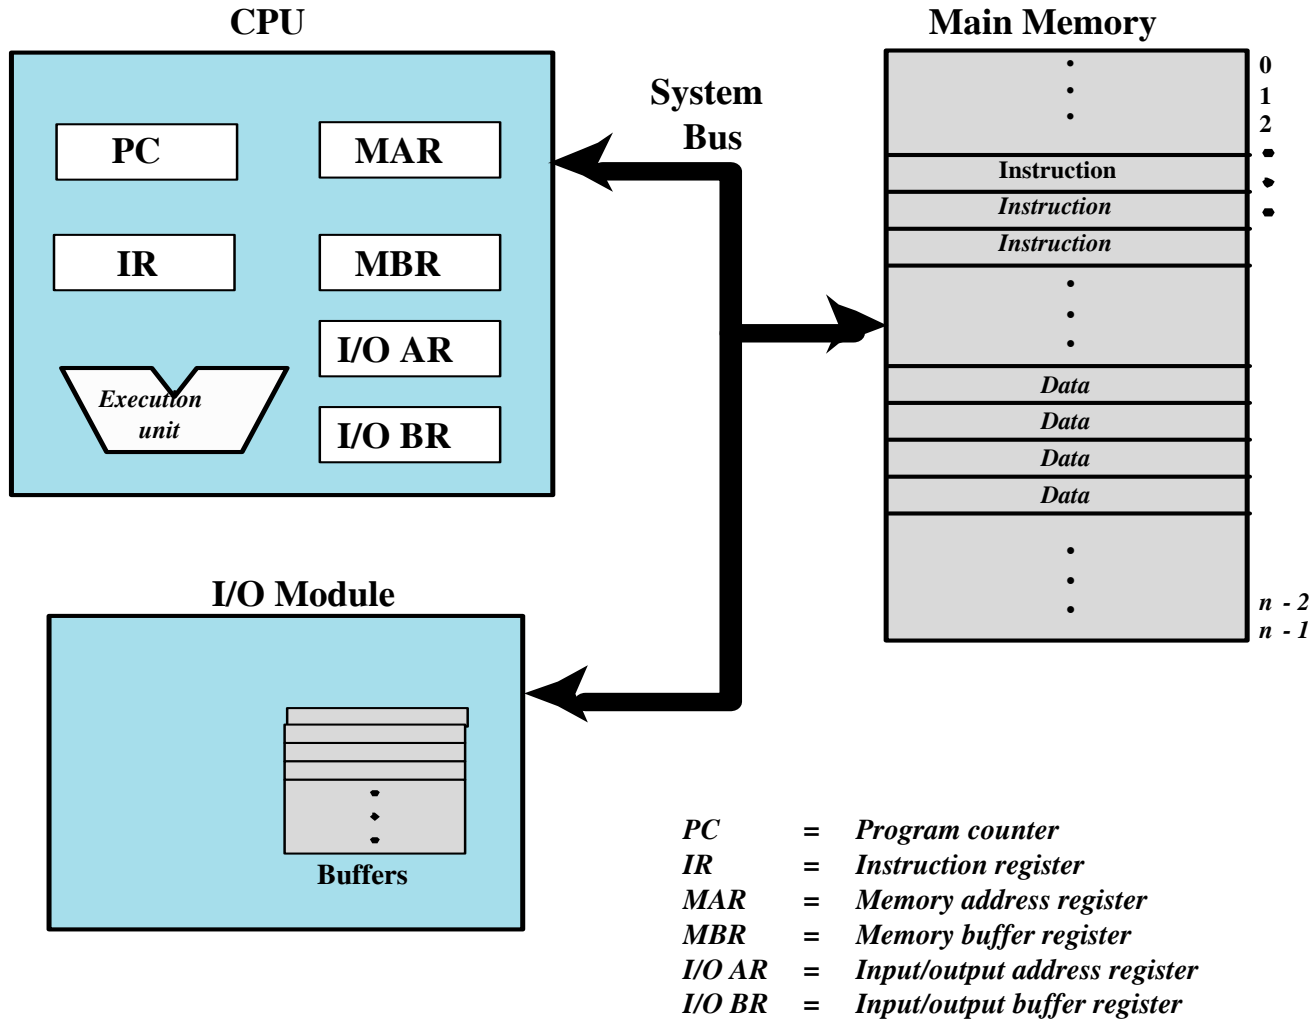 CPU
Main Memory
System
Bus
PC
MAR
IR
MBR
I/O AR
I/O BR
Execution
unit
0
1
2
Instruction
Instruction
Instruction
Data
Data
Data
Data
n - 2
n - 1
I/O Module
Buffers
PC = Program counter
IR = Instruction register
MAR = Memory address register
MBR = Memory buffer register
I/O AR = Input/output address register
I/O BR = Input/output buffer register